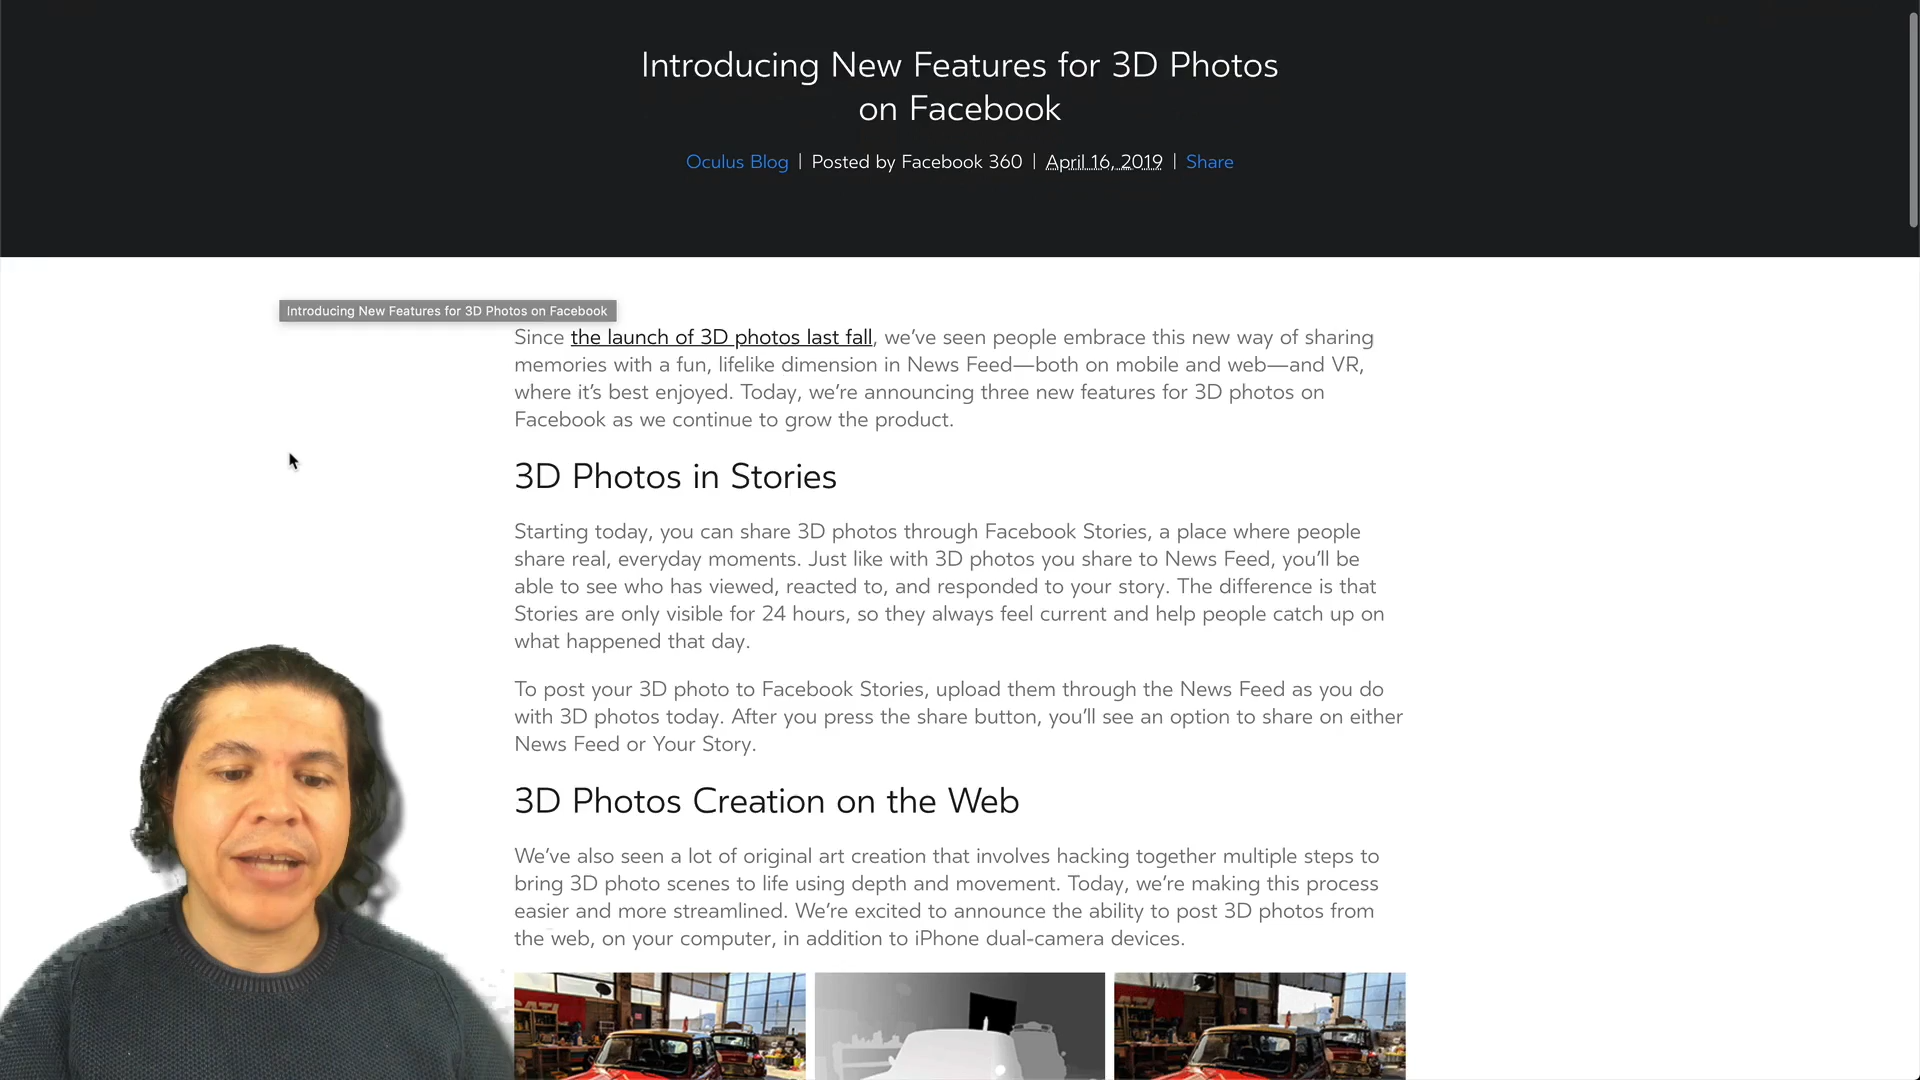 Introducing New Features for 3D Photos
on Facebook
Oculus Blog | Posted by Facebook 360 | April 16, 2019 | Share
Introducing New Features for 3D Photos on Facebook
Since the launch of 3D photos last fall, we’ve seen people embrace this new way of sharing
memories with a fun, lifelike dimension in News Feed—both on mobile and web—and VR,
where it’s best enjoyed. Today, we’re announcing three new features for 3D photos on
Facebook as we continue to grow the product.
3D Photos in Stories
Starting today, you can share 3D photos through Facebook Stories, a place where people
share real, everyday moments. Just like with 3D photos you share to News Feed, you’ll be
able to see who has viewed, reacted to, and responded to your story. The difference is that
Stories are only visible for 24 hours, so they always feel current and help people catch up on
what happened that day.
To post your 3D photo to Facebook Stories, upload them through the News Feed as you do
with 3D photos today. After you press the share button, you’ll see an option to share on either
News Feed or Your Story.
3D Photos Creation on the Web
We’ve also seen a lot of original art creation that involves hacking together multiple steps to
bring 3D photo scenes to life using depth and movement. Today, we’re making this process
easier and more streamlined. We’re excited to announce the ability to post 3D photos from
the web, on your computer, in addition to iPhone dual-camera devices.